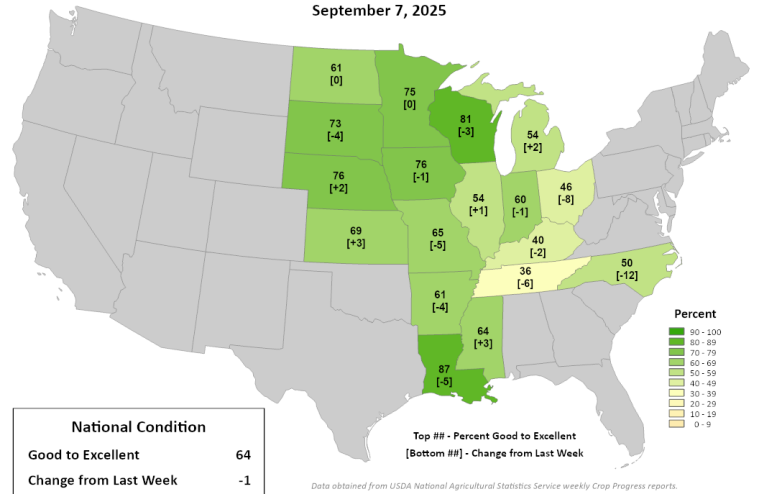 September 7, 2025
61
[0]
75
[0]
81
[-3]
54
[+2]
73
[-4]
76
[+2]
76
[-1]
54
[+1]
60
[-1]
46
[-8]
69
[+3]
65
[-5]
40
[-2]
36
[-6]
50
[-12]
61
[-4]
64
[+3]
87
[-5]
Percent
90 - 100
80 - 89
70 - 79
60 - 69
50 - 59
40 - 49
30 - 39
20 - 29
10 - 19
0 - 9
National Condition
Good to Excellent 64
Change from Last Week -1
Top ## - Percent Good to Excellent
[Bottom ##] - Change from Last Week
Data obtained from USDA National Agricultural Statistics Service weekly Crop Progress reports.